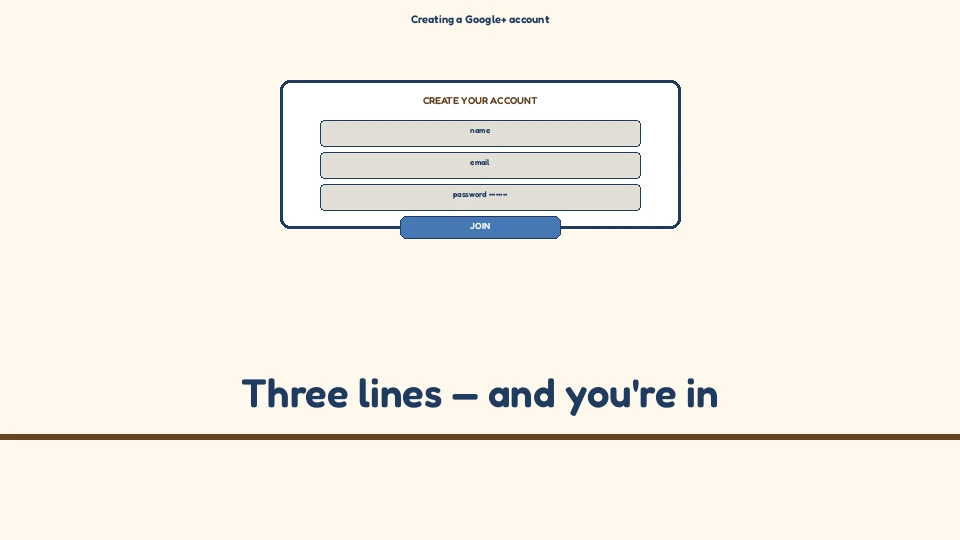 Creating a Google+ account
CREATE YOUR ACCOUNT
name
email
password •••••••
JOIN
Three lines — and you're in